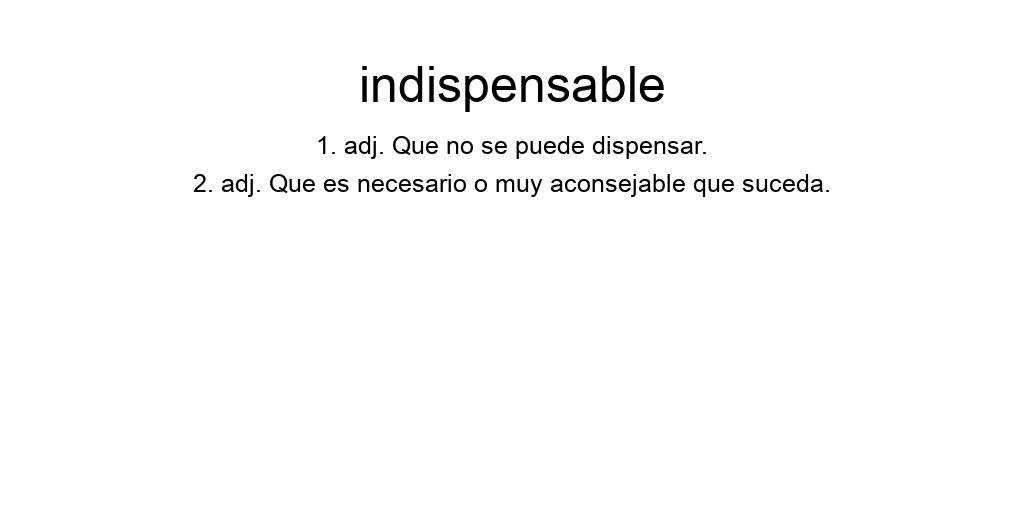 indispensable
1. adj. Que no se puede dispensar.
2. adj. Que es necesario o muy aconsejable que suceda.